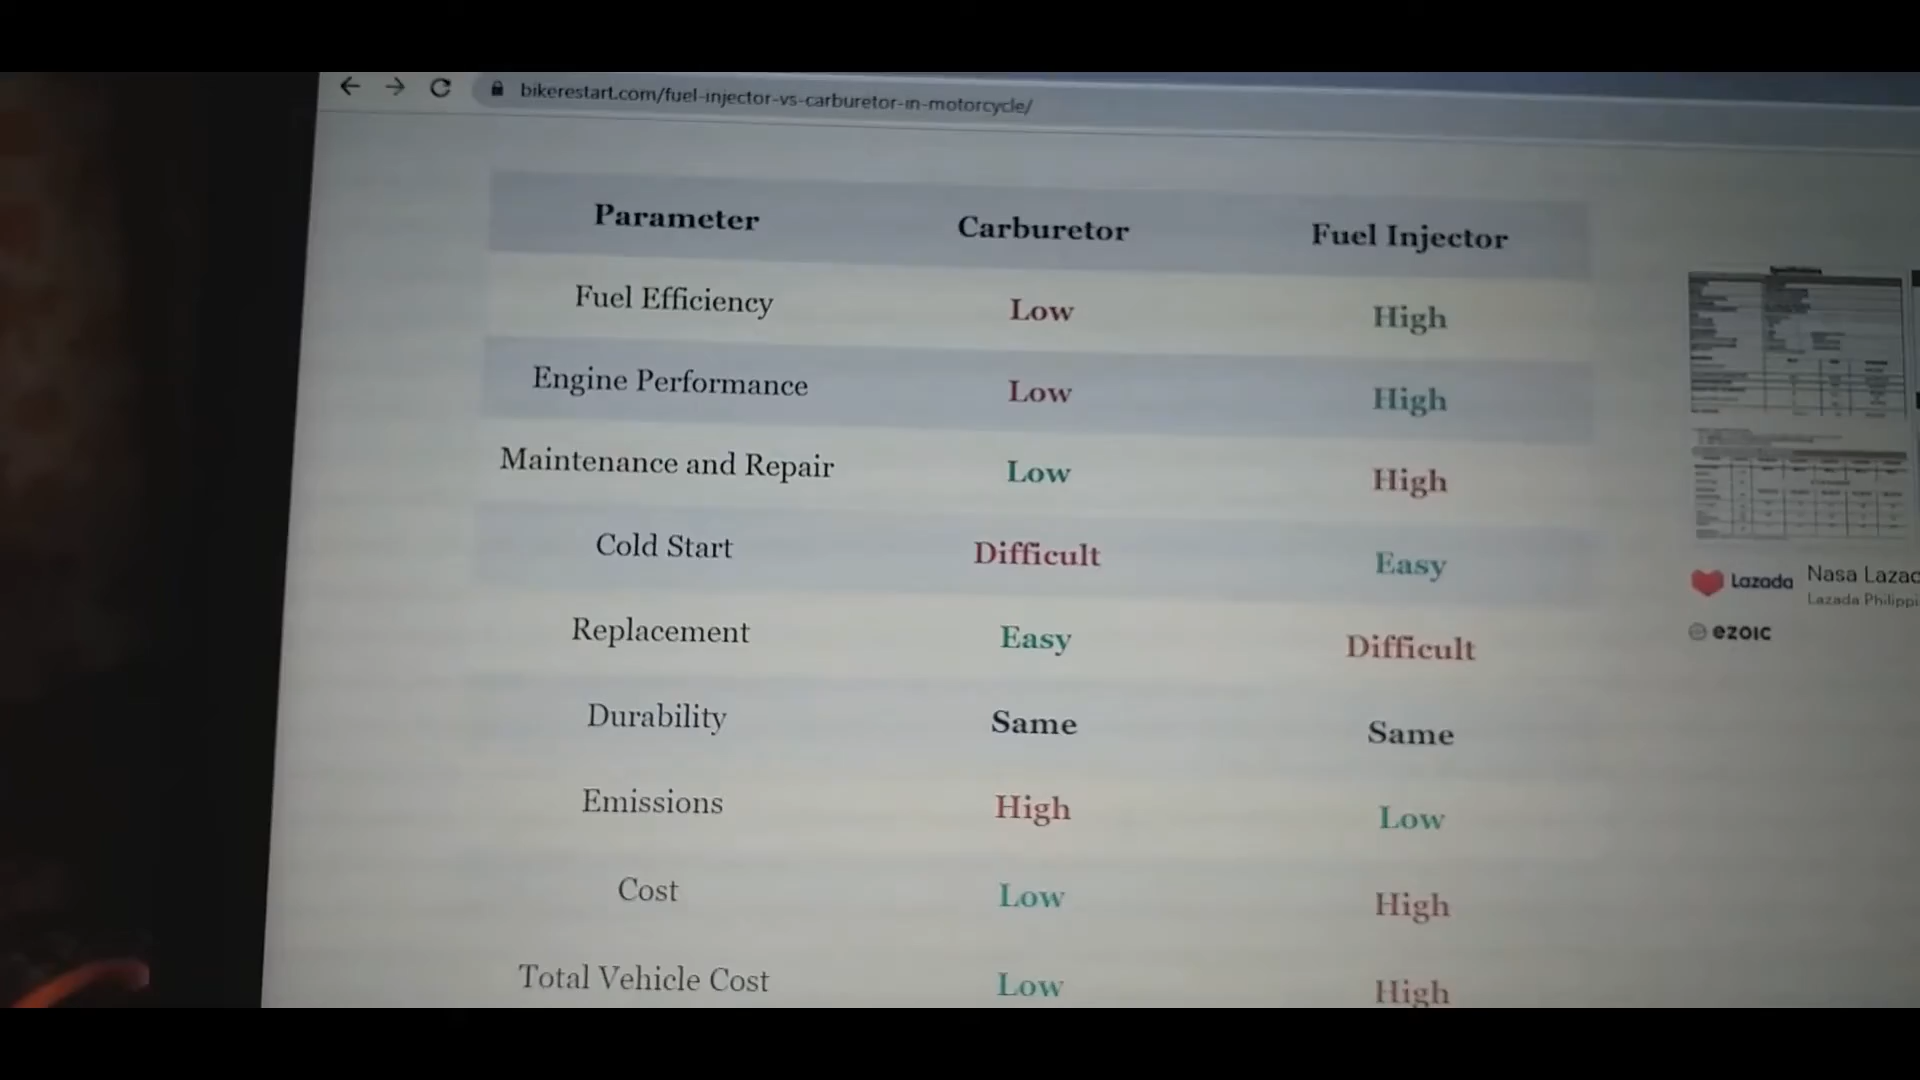 bikerestart.com/fuel-injector-vs-carburetor-in-motorcycle/
Parameter Carburetor Fuel Injector
Fuel Efficiency Low High
Engine Performance Low High
Maintenance and Repair Low High
Cold Start Difficult Easy
Replacement Easy Difficult
Durability Same Same
Emissions High Low
Cost Low High
Total Vehicle Cost Low High
Lazada Nasa Lazad
Lazada Philippi
ezoic